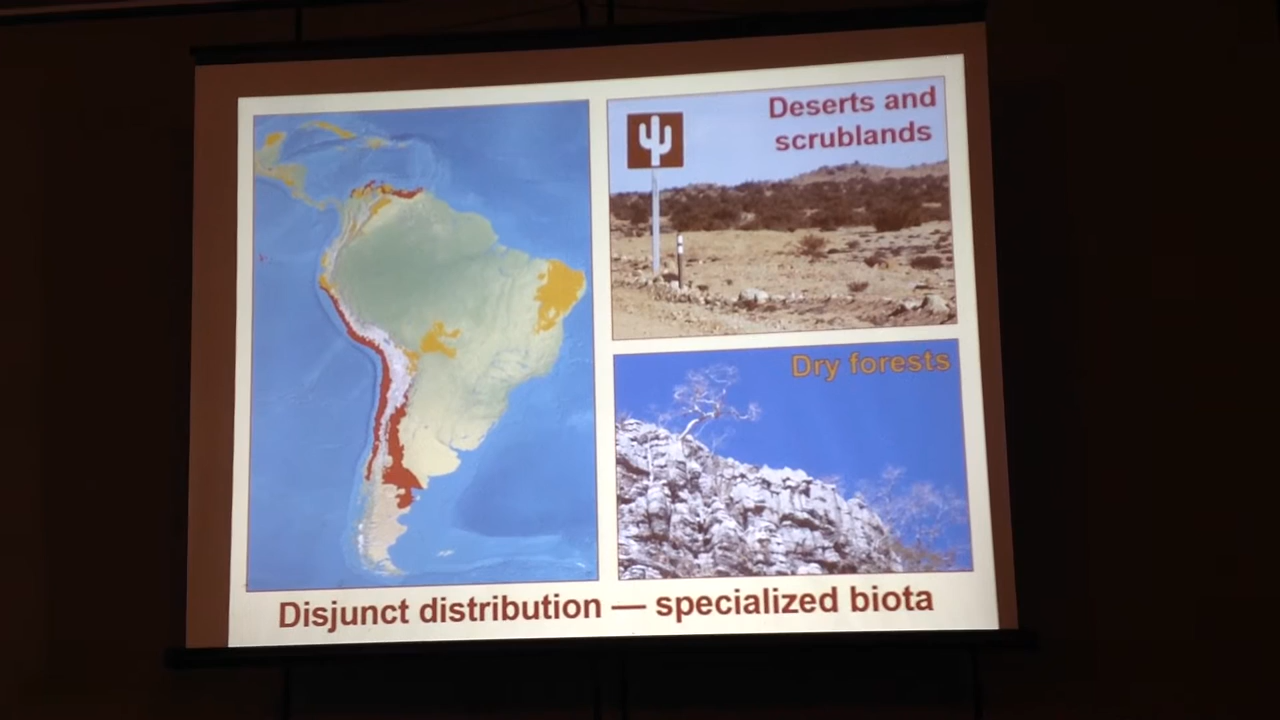 Deserts and
scrublands
Dry forests
Disjunct distribution — specialized biota